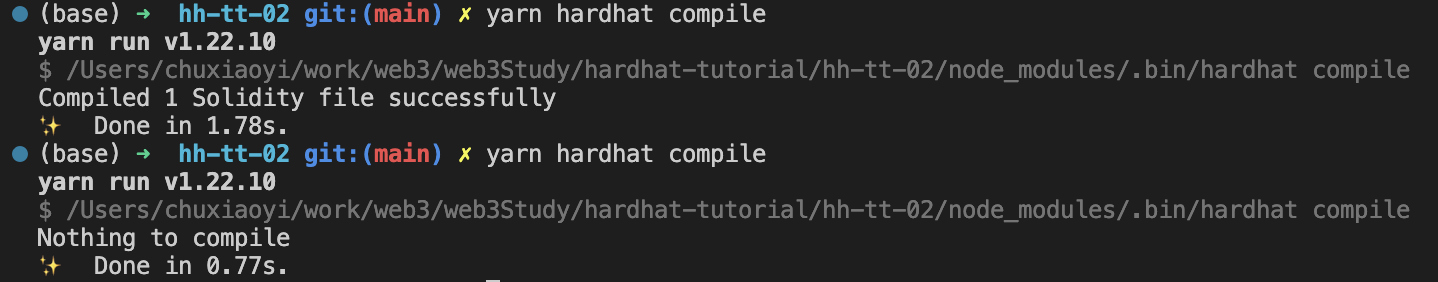 (base) ➜  hh-tt-02 git:(main) ✗ yarn hardhat compile
yarn run v1.22.10
$ /Users/chuxiaoyi/work/web3/web3Study/hardhat-tutorial/hh-tt-02/node_modules/.bin/hardhat compile
Compiled 1 Solidity file successfully
✨  Done in 1.78s.
(base) ➜  hh-tt-02 git:(main) ✗ yarn hardhat compile
yarn run v1.22.10
$ /Users/chuxiaoyi/work/web3/web3Study/hardhat-tutorial/hh-tt-02/node_modules/.bin/hardhat compile
Nothing to compile
✨  Done in 0.77s.